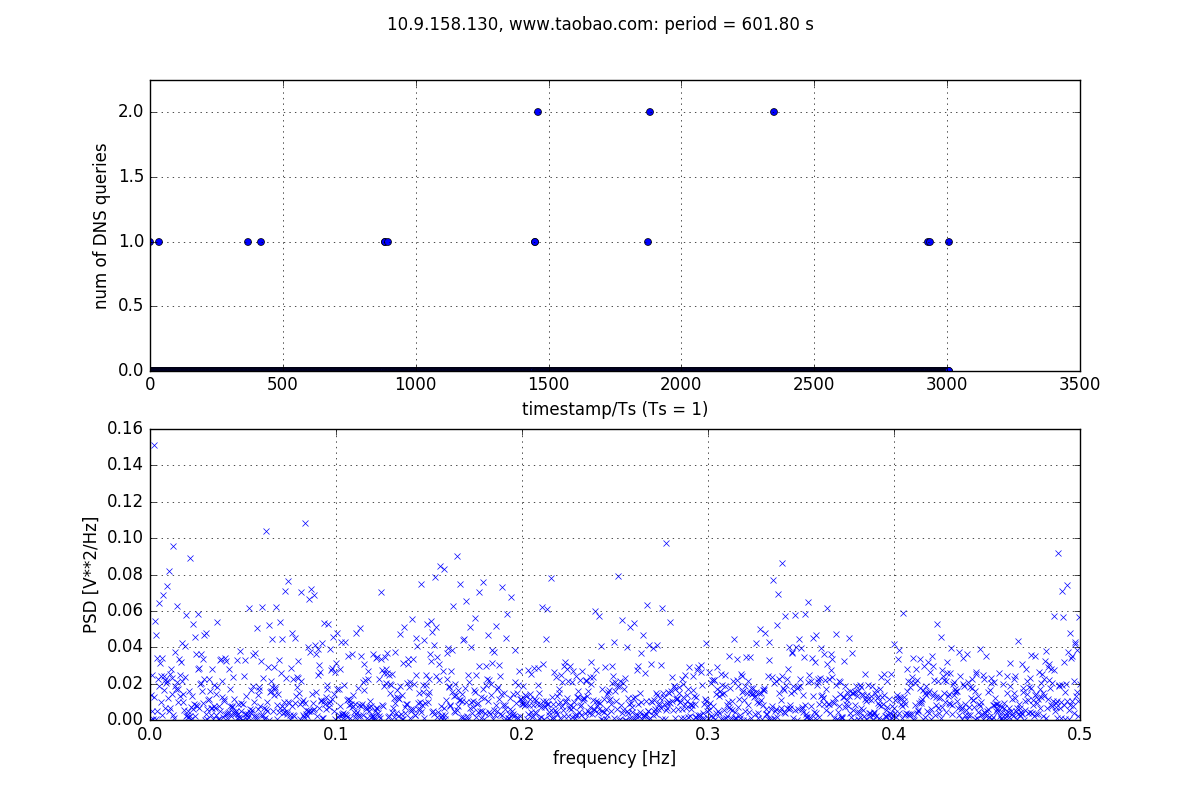 10.9.158.130, www.taobao.com: period = 601.80 s
2.0
1.5
1.0
0.5
0.0
num of DNS queries
0 500 1000 1500 2000 2500 3000 3500
timestamp/Ts (Ts = 1)
0.16
0.14
0.12
0.10
0.08
0.06
0.04
0.02
0.00
PSD [V**2/Hz]
0.0 0.1 0.2 0.3 0.4 0.5
frequency [Hz]